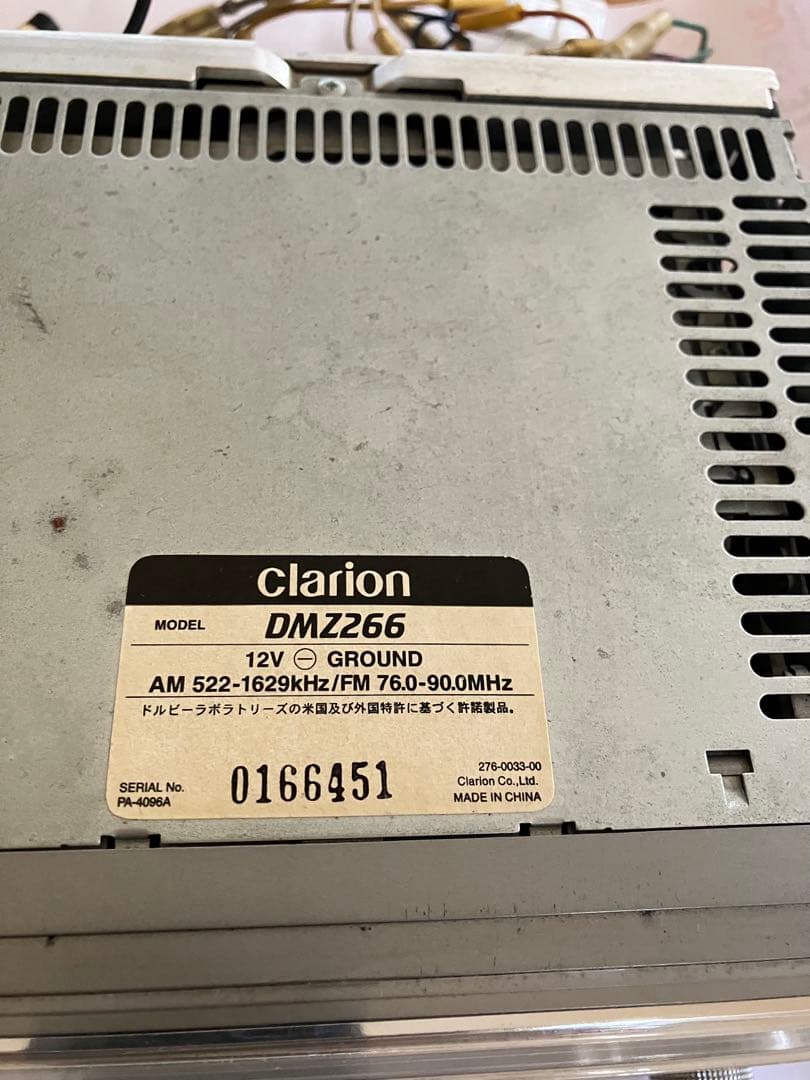 clarion
MODEL DMZ266
12V ⊖ GROUND
AM 522-1629kHz/FM 76.0-90.0MHz
ドルビーラボラトリーズの米国及び外国特許に基づく許諾製品。
SERIAL No.
PA-4096A
0166451
276-0033-00
Clarion Co.,Ltd.
MADE IN CHINA